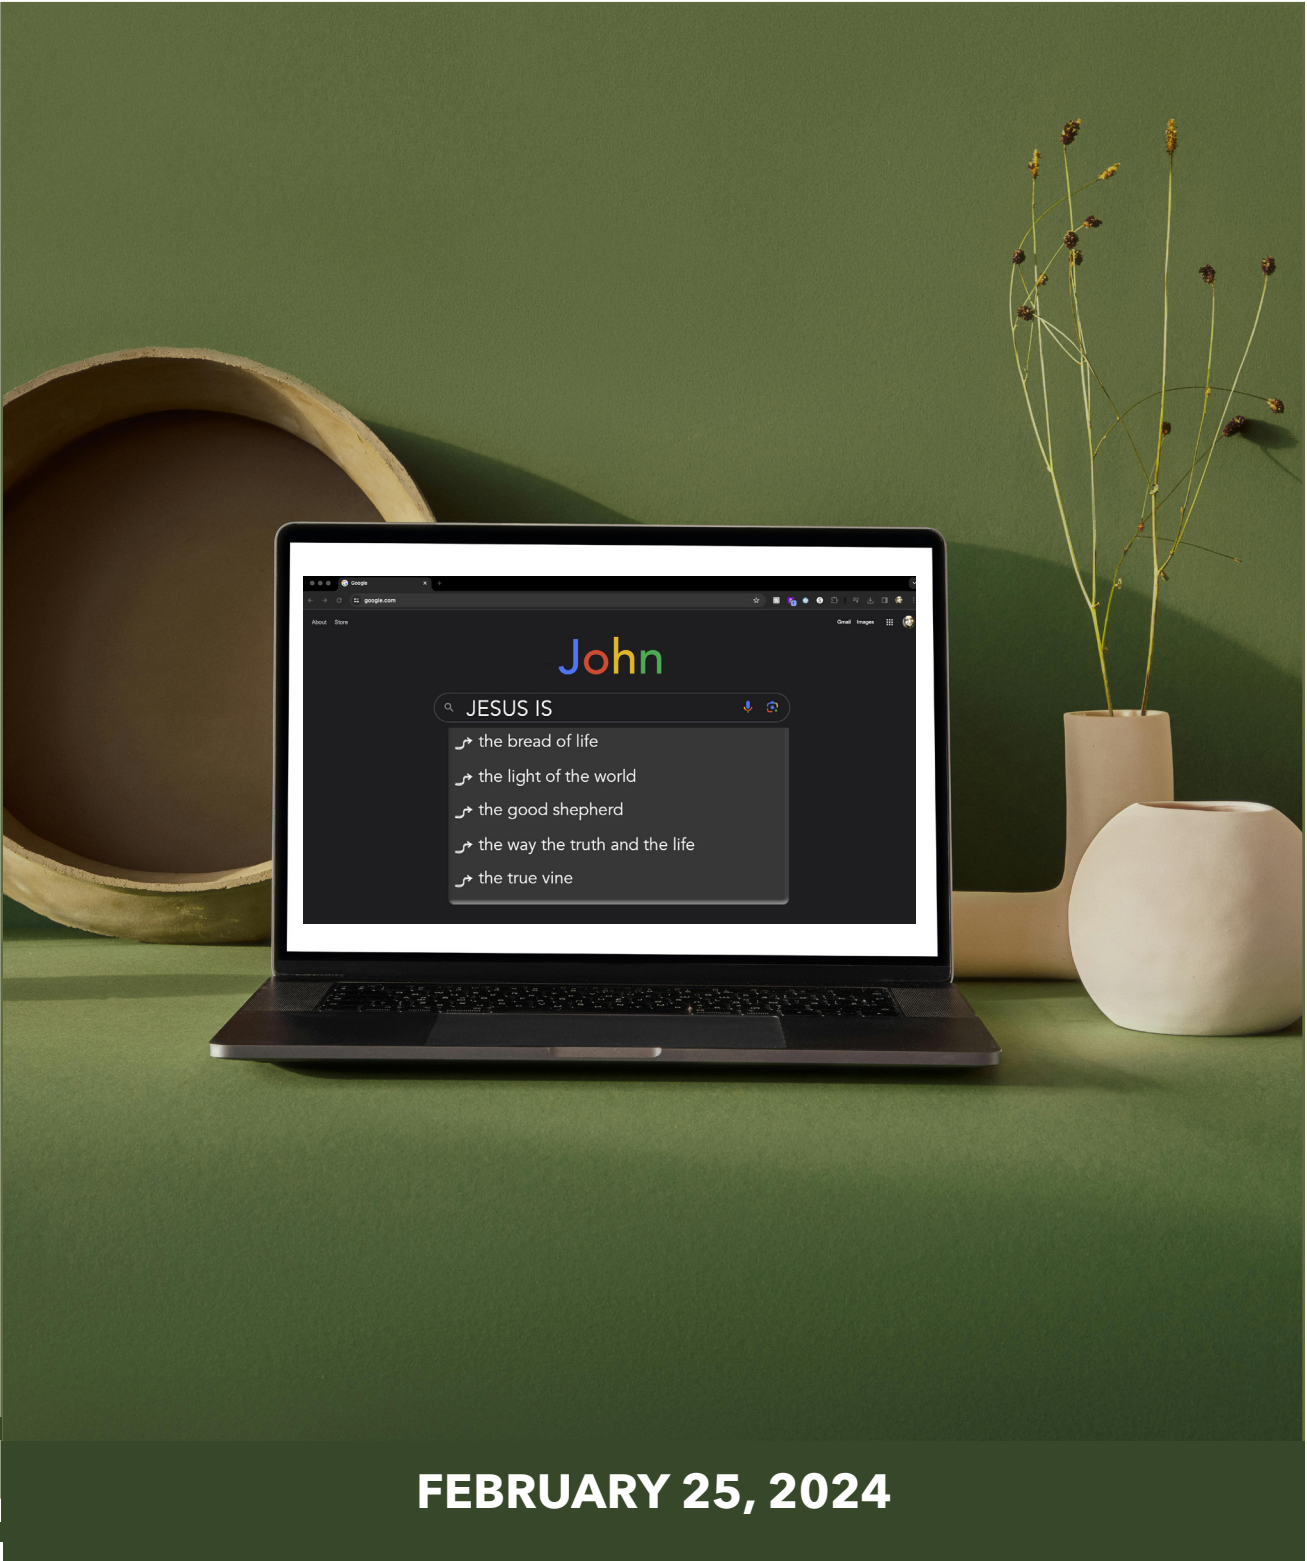 Google
google.com
About Store
Gmail Images
John
JESUS IS
the bread of life
the light of the world
the good shepherd
the way the truth and the life
the true vine
FEBRUARY 25, 2024